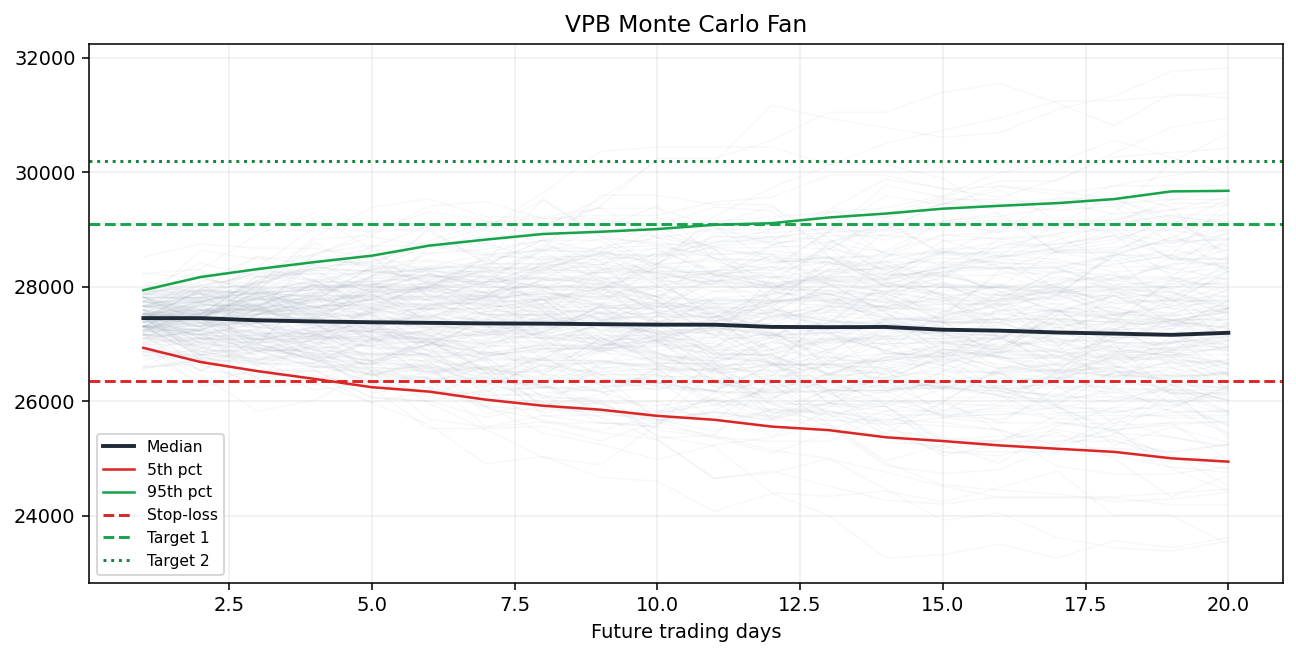 VPB Monte Carlo Fan
32000
30000
28000
26000
24000
Median
5th pct
95th pct
Stop-loss
Target 1
Target 2
2.5 5.0 7.5 10.0 12.5 15.0 17.5 20.0
Future trading days